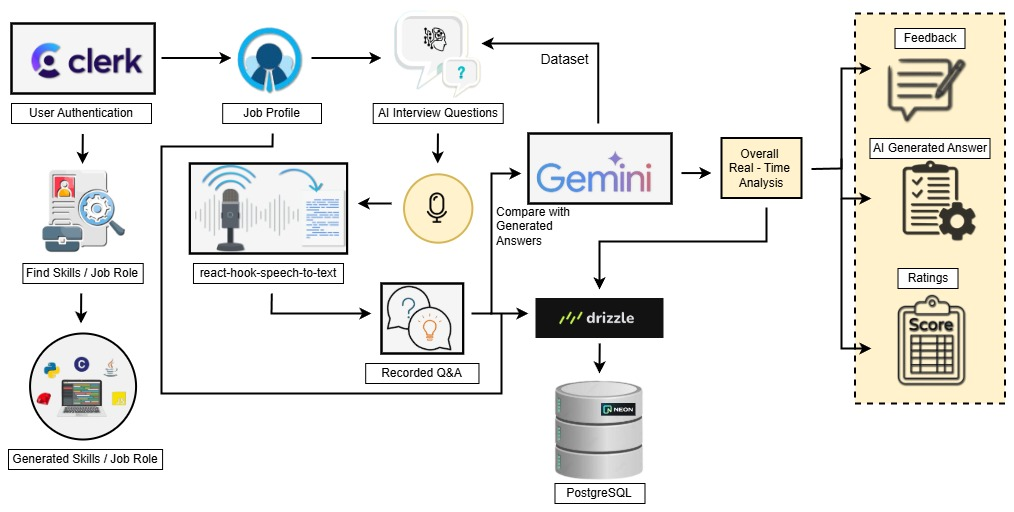 clerk
User Authentication
Job Profile
?
AI Interview Questions
Dataset
Feedback
Gemini
Overall
Real - Time
Analysis
AI Generated Answer
Compare with
Generated
Answers
react-hook-speech-to-text
Find Skills / Job Role
Ratings
?
drizzle
Score
Recorded Q&A
C
NEON
Generated Skills / Job Role
PostgreSQL